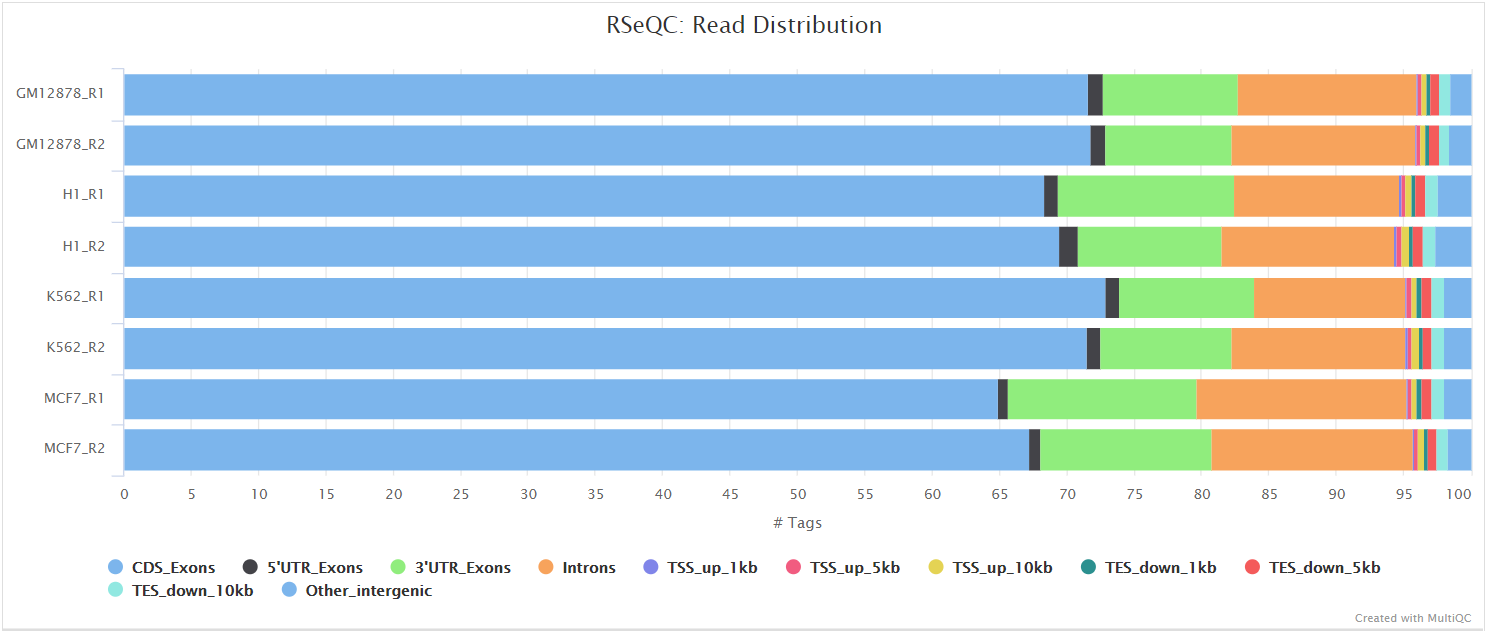 RSeQC: Read Distribution
GM12878_R1
GM12878_R2
H1_R1
H1_R2
K562_R1
K562_R2
MCF7_R1
MCF7_R2
0 5 10 15 20 25 30 35 40 45 50 55 60 65 70 75 80 85 90 95 100
# Tags
CDS_Exons 5'UTR_Exons 3'UTR_Exons Introns TSS_up_1kb TSS_up_5kb TSS_up_10kb TES_down_1kb TES_down_5kb
TES_down_10kb Other_intergenic
Created with MultiQC